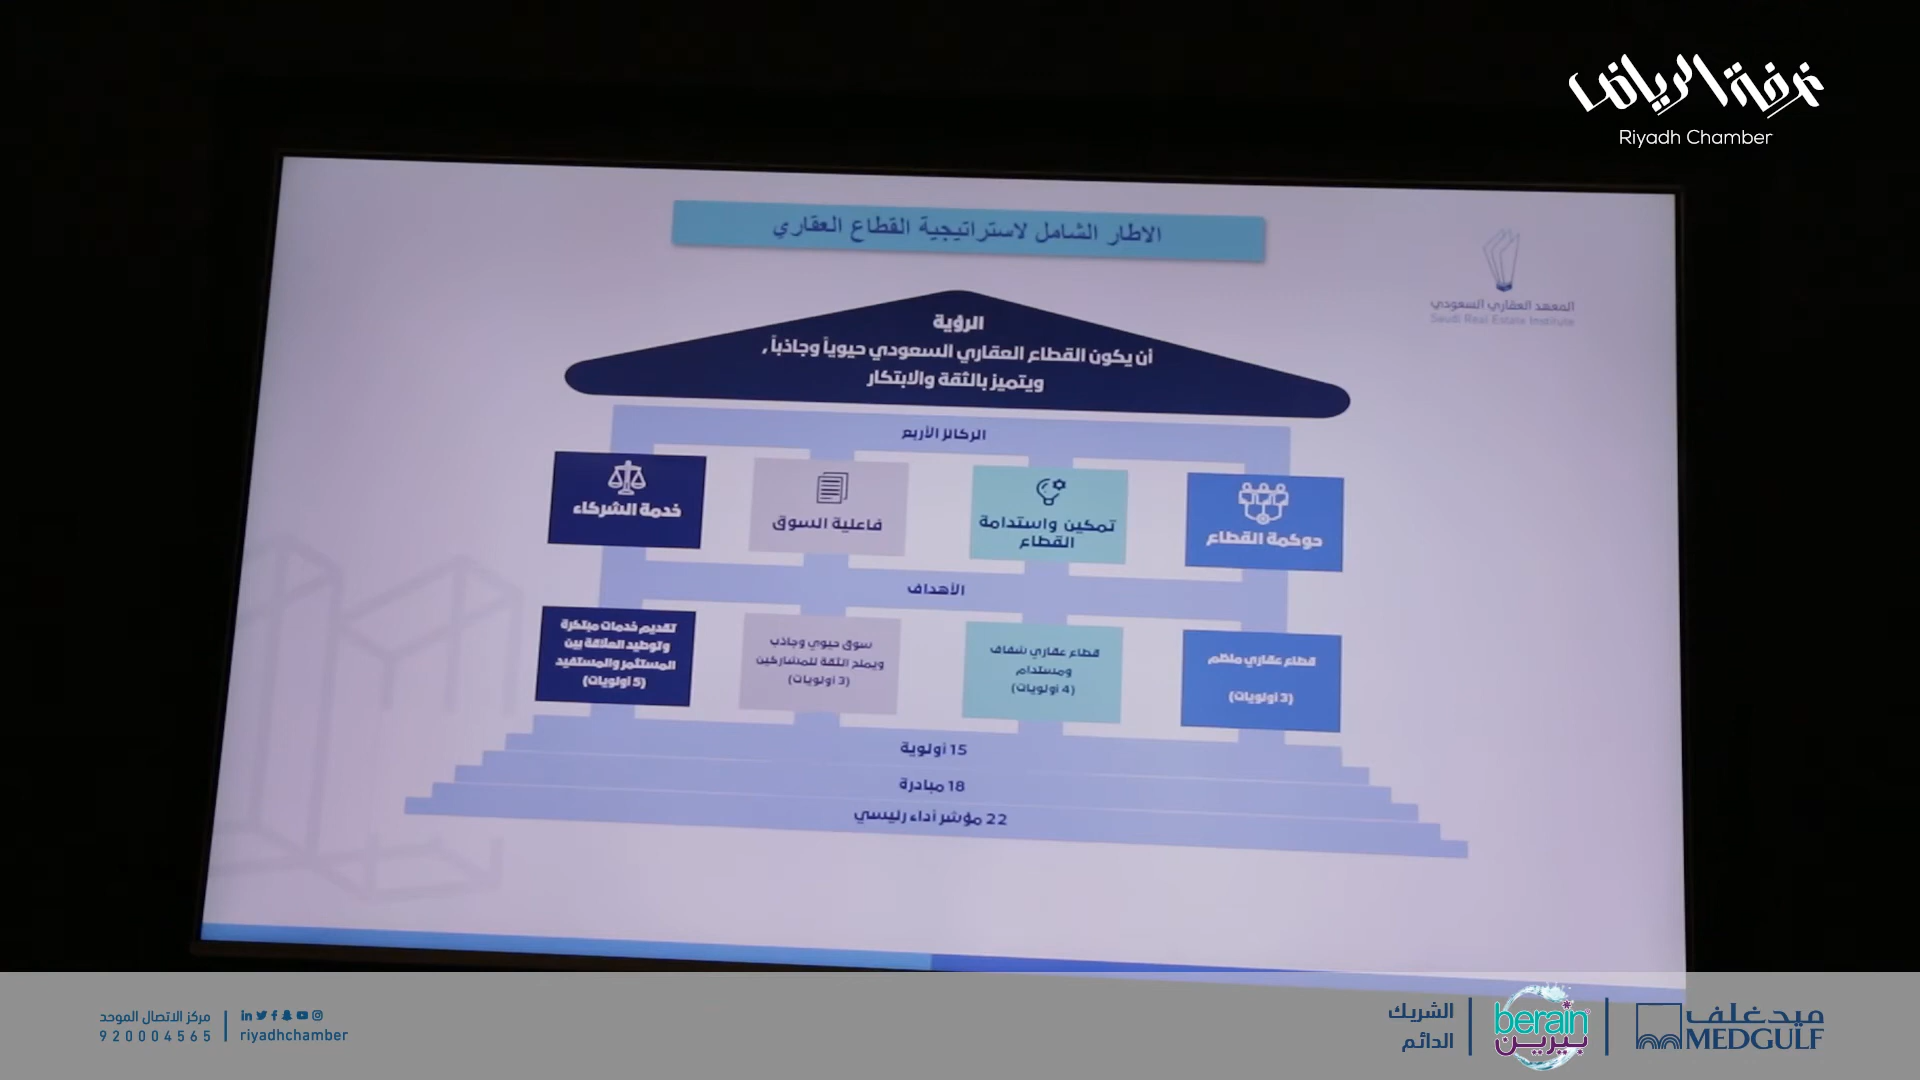 غرفة الرياض
Riyadh Chamber
الاطار الشامل لاستراتيجية القطاع العقاري
المعهد العقاري السعودي
Saudi Real Estate Institute
الرؤية
أن يكون القطاع العقاري السعودي حيوياً وجاذباً ,
ويتميز بالثقة والابتكار
الركائز الأربع
حوكمة القطاع
تمكين واستدامة
القطاع
فاعلية السوق
خدمة الشركاء
الأهداف
قطاع عقاري منظم
(3 أولويات)
قطاع عقاري شفاف
ومستدام
(4 أولويات)
سوق حيوي وجاذب
ويمنح الثقة للمشاركين
(3 أولويات)
تقديم خدمات مبتكرة
وتوطيد العلاقة بين
المستثمر والمستفيد
(5 أولويات)
15 أولوية
18 مبادرة
22 مؤشر أداء رئيسي
ميدغلف
MEDGULF
berain
بيرين
الشريك
الدائم
riyadhchamber
مركز الاتصال الموحد
920004565